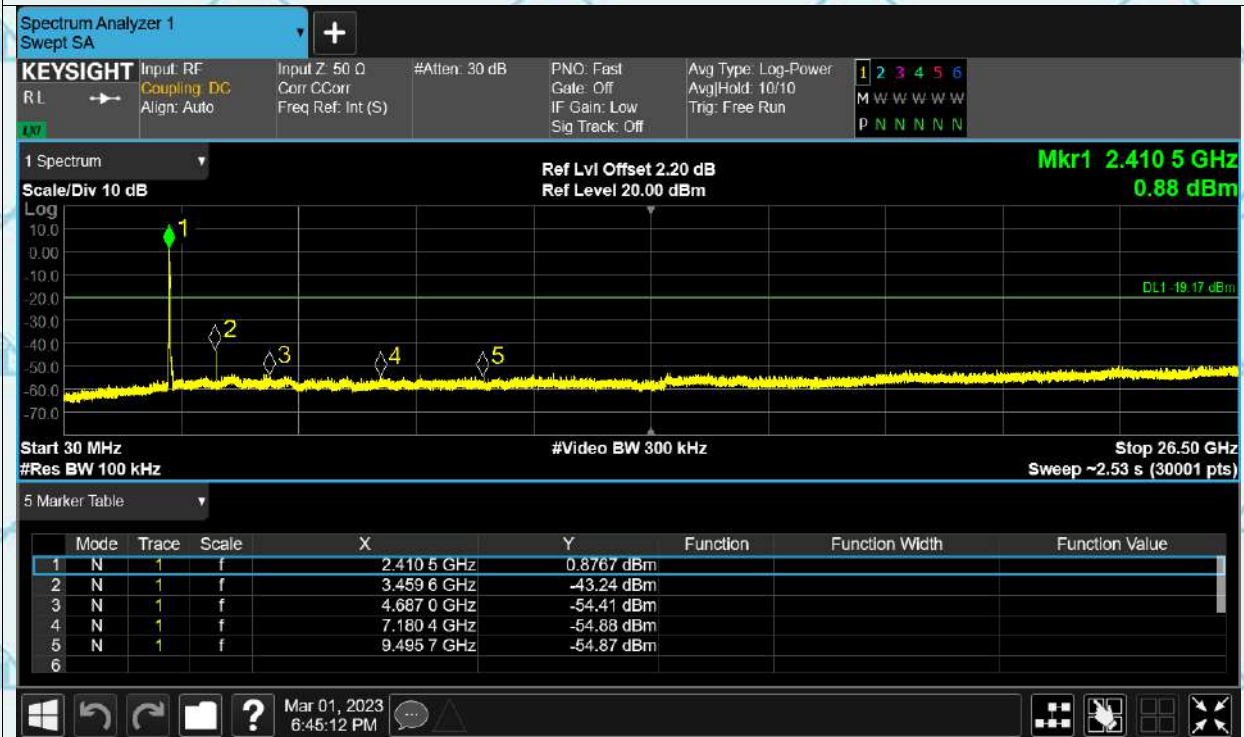 Spectrum Analyzer 1
Swept SA
+
KEYSIGHT
RL
LXI
Input: RF
Coupling: DC
Align: Auto
Input Z: 50 Ω
Corr CCorr
Freq Ref: Int (S)
#Atten: 30 dB
PNO: Fast
Gate: Off
IF Gain: Low
Sig Track: Off
Avg Type: Log-Power
Avg|Hold: 10/10
Trig: Free Run
1 2 3 4 5 6
M W W W W W
P N N N N N
1 Spectrum
Scale/Div 10 dB
Ref Lvl Offset 2.20 dB
Ref Level 20.00 dBm
Mkr1 2.410 5 GHz
0.88 dBm
Log
10.0
0.00
-10.0
-20.0
-30.0
-40.0
-50.0
-60.0
-70.0
1
2
3
4
5
DL1 -19.17 dBm
Start 30 MHz
#Res BW 100 kHz
#Video BW 300 kHz
Stop 26.50 GHz
Sweep ~2.53 s (30001 pts)
5 Marker Table
Mode Trace Scale X Y Function Function Width Function Value
1 N 1 f 2.410 5 GHz 0.8767 dBm
2 N 1 f 3.459 6 GHz -43.24 dBm
3 N 1 f 4.687 0 GHz -54.41 dBm
4 N 1 f 7.180 4 GHz -54.88 dBm
5 N 1 f 9.495 7 GHz -54.87 dBm
6
?
Mar 01, 2023
6:45:12 PM